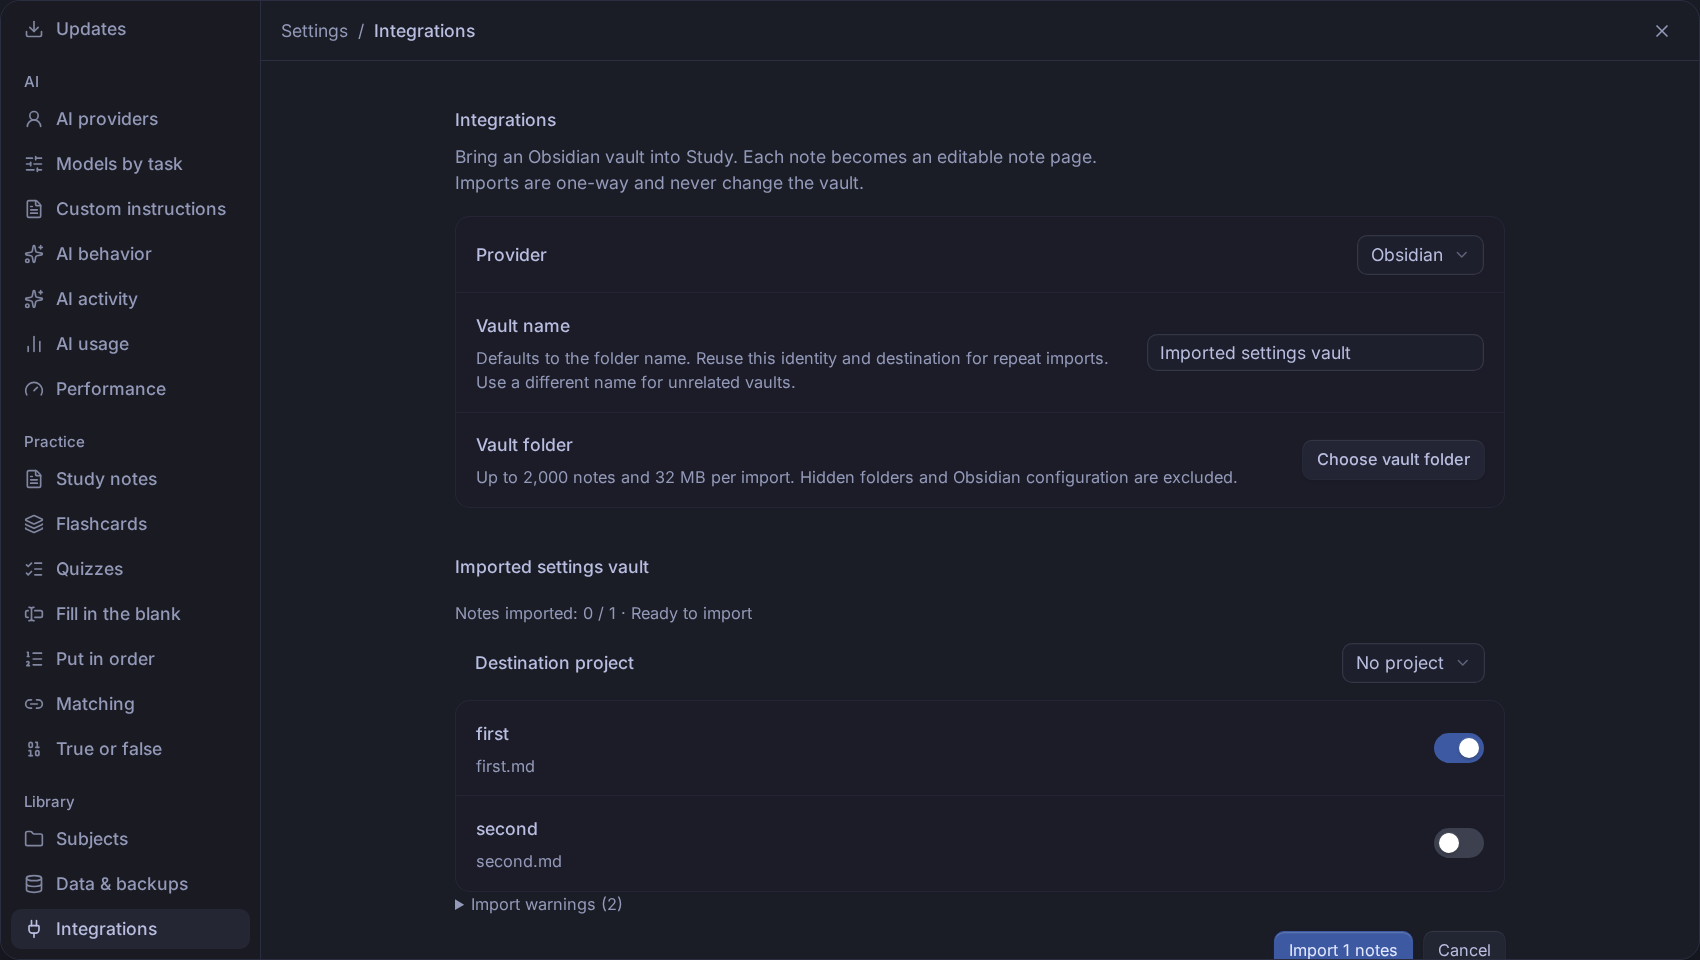 Updates
AI
AI providers
Models by task
Custom instructions
AI behavior
AI activity
AI usage
Performance
Practice
Study notes
Flashcards
Quizzes
Fill in the blank
Put in order
Matching
True or false
Library
Subjects
Data & backups
Integrations
Settings / Integrations
Integrations
Bring an Obsidian vault into Study. Each note becomes an editable note page.
Imports are one-way and never change the vault.
Provider
Obsidian
Vault name
Defaults to the folder name. Reuse this identity and destination for repeat imports.
Use a different name for unrelated vaults.
Imported settings vault
Vault folder
Up to 2,000 notes and 32 MB per import. Hidden folders and Obsidian configuration are excluded.
Choose vault folder
Imported settings vault
Notes imported: 0 / 1 · Ready to import
Destination project
No project
first
first.md
second
second.md
Import warnings (2)
Import 1 notes
Cancel